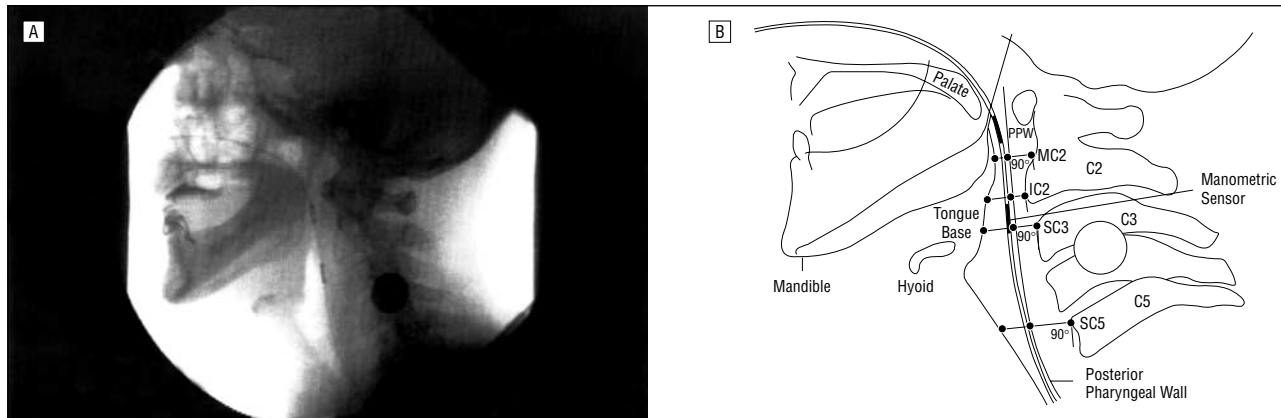 A
B
Palate
PPW
MC2
90°
C2
IC2
Manometric
Sensor
Tongue
Base
SC3
90°
C3
Mandible
Hyoid
C5
SC5
90°
Posterior
Pharyngeal Wall